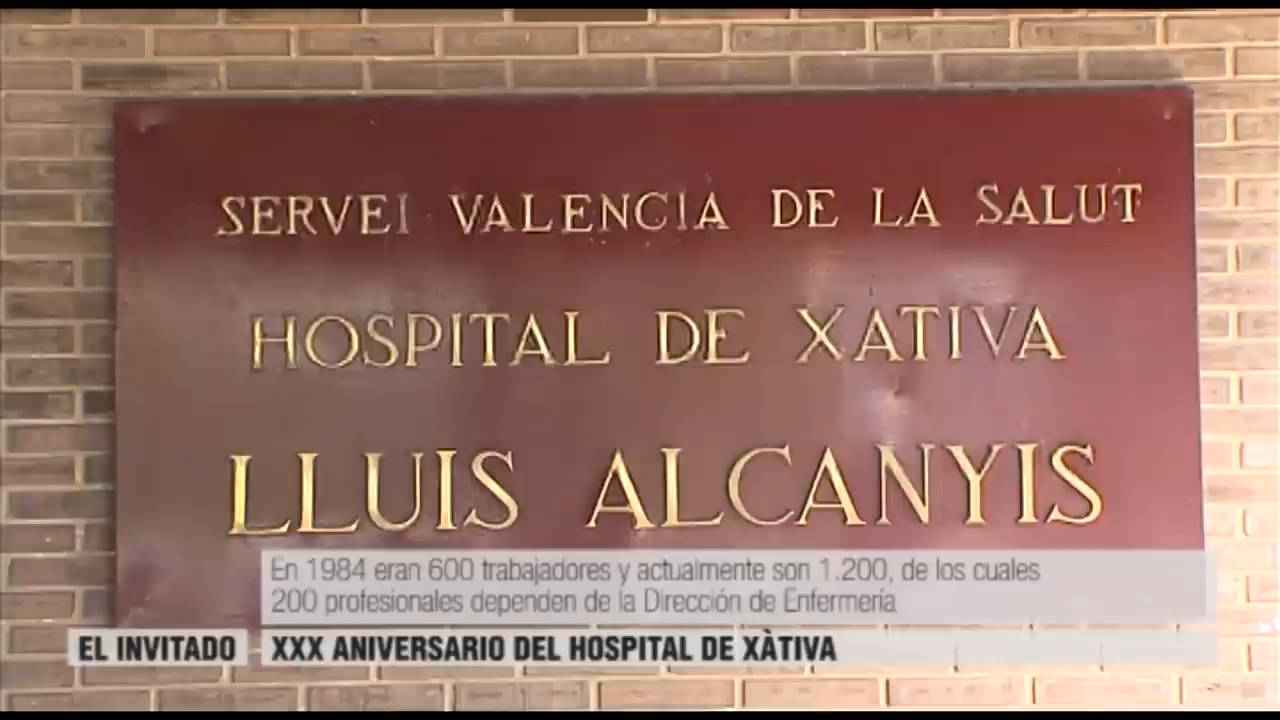 SERVEI VALENCIA DE LA SALUT
HOSPITAL DE XATIVA
LLUIS ALCANYIS
En 1984 eran 600 trabajadores y actualmente son 1.200, de los cuales
200 profesionales dependen de la Dirección de Enfermería
EL INVITADO XXX ANIVERSARIO DEL HOSPITAL DE XÀTIVA